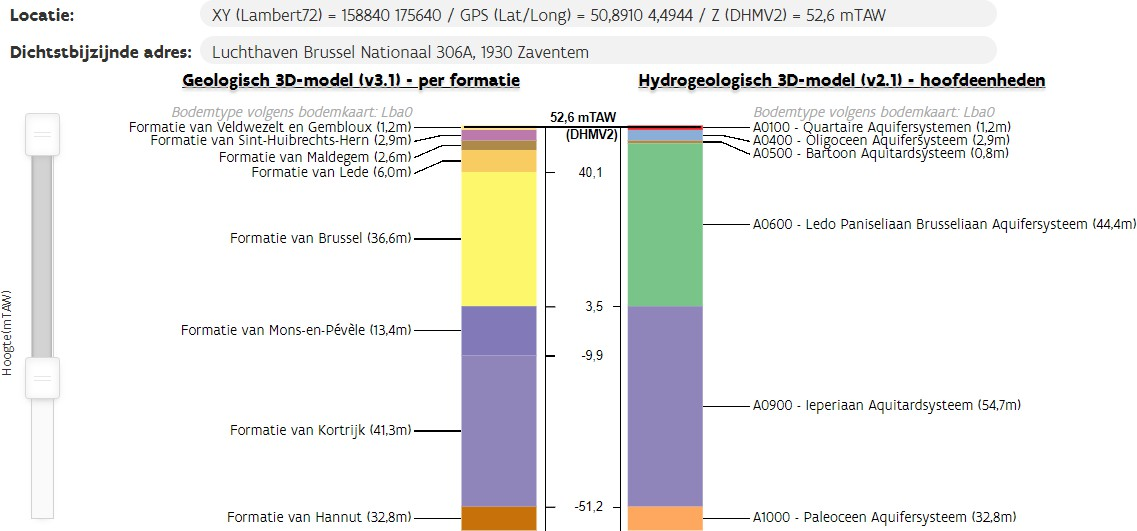 Locatie: XY (Lambert72) = 158840 175640 / GPS (Lat/Long) = 50,8910 4,4944 / Z (DHMV2) = 52,6 mTAW
Dichtstbijzijnde adres: Luchthaven Brussel Nationaal 306A, 1930 Zaventem
Geologisch 3D-model (v3.1) - per formatie
Hydrogeologisch 3D-model (v2.1) - hoofdeenheden
Bodemtype volgens bodemkaart: Lba0
52,6 mTAW
(DHMV2)
Bodemtype volgens bodemkaart: Lba0
Formatie van Veldwezelt en Gembloux (1,2m)
Formatie van Sint-Huibrechts-Hern (2,9m)
Formatie van Maldegem (2,6m)
Formatie van Lede (6,0m)
Formatie van Brussel (36,6m)
Formatie van Mons-en-Pévèle (13,4m)
Formatie van Kortrijk (41,3m)
Formatie van Hannut (32,8m)
40,1
3,5
-9,9
-51,2
A0100 - Quartaire Aquifersystemen (1,2m)
A0400 - Oligoceen Aquifersysteem (2,9m)
A0500 - Bartoon Aquitardsysteem (0,8m)
A0600 - Ledo Paniseliaan Brusseliaan Aquifersysteem (44,4m)
A0900 - Ieperiaan Aquitardsysteem (54,7m)
A1000 - Paleoceen Aquifersysteem (32,8m)
Hoogte(mTAW)